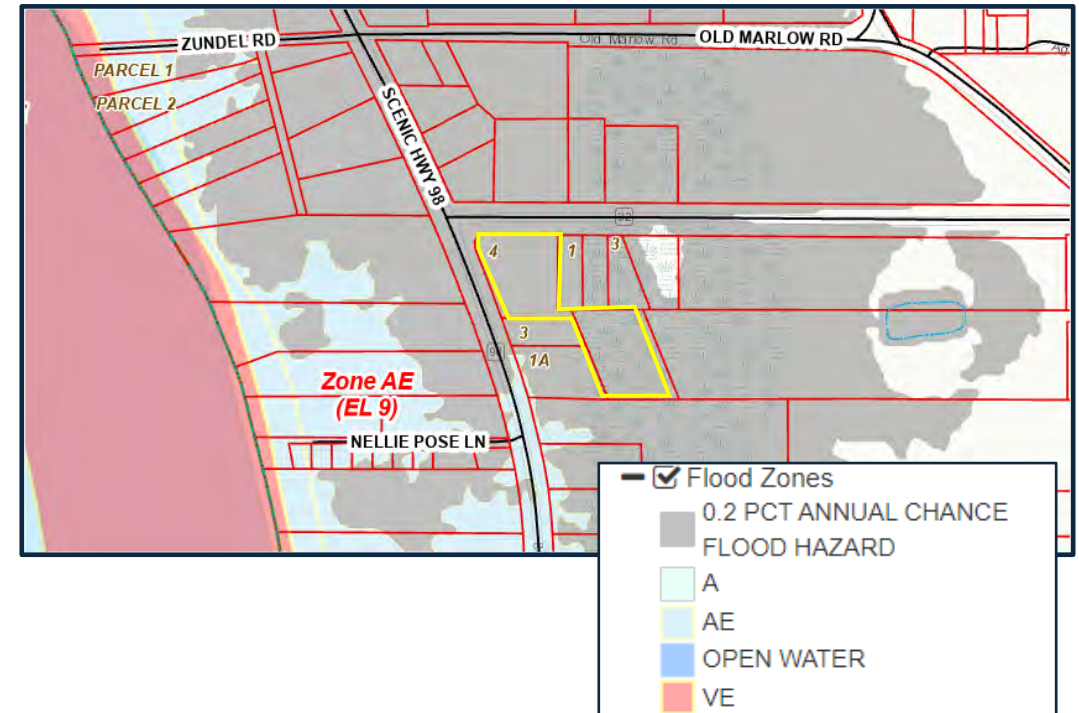 ZUNDEL RD
Old Marlow Rd
OLD MARLOW RD
PARCEL 1
PARCEL 2
SCENIC HWY 98
32
4
1
3
3
1A
98
Zone AE
(EL 9)
NELLIE POSE LN
Flood Zones
0.2 PCT ANNUAL CHANCE
FLOOD HAZARD
A
AE
OPEN WATER
VE